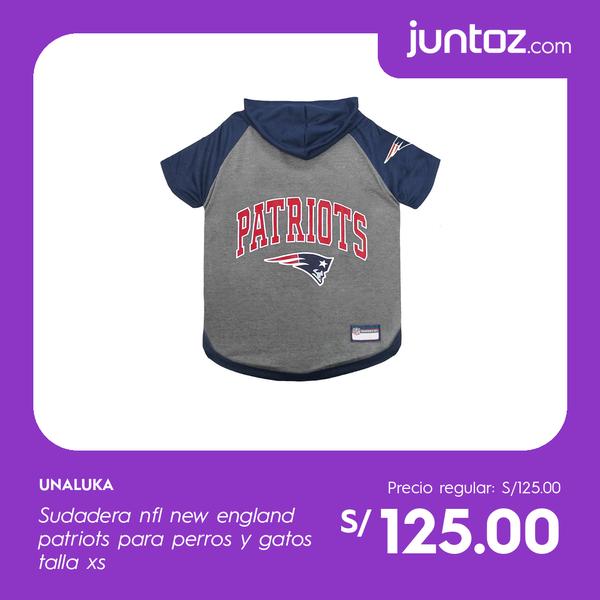 juntoz.com
PATRIOTS
UNALUKA
Sudadera nfl new england
patriots para perros y gatos
talla xs
Precio regular: S/125.00
S/ 125.00